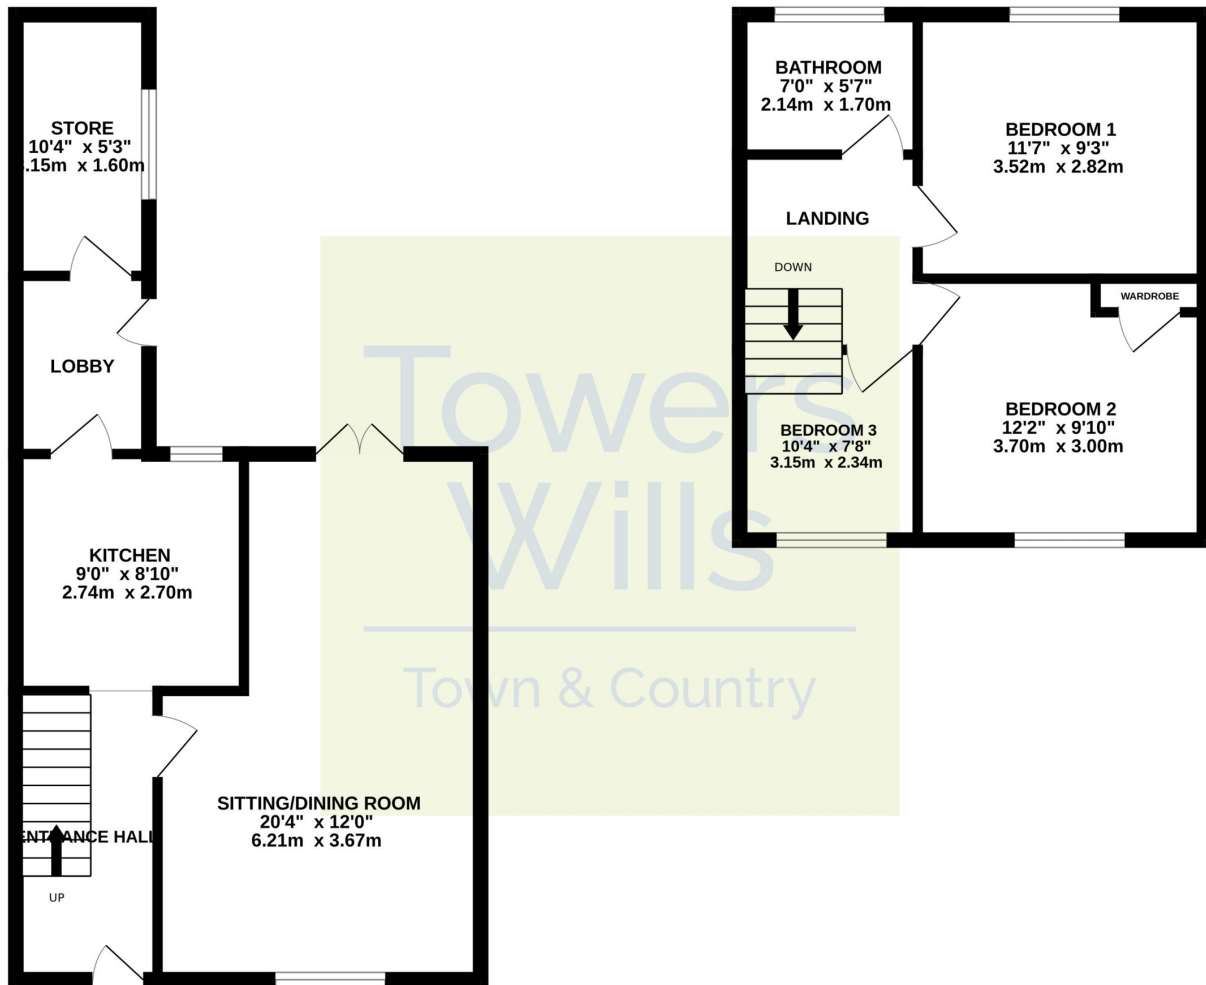 STORE
10'4" x 5'3"
.15m x 1.60m
LOBBY
KITCHEN
9'0" x 8'10"
2.74m x 2.70m
SITTING/DINING ROOM
20'4" x 12'0"
6.21m x 3.67m
ENTRANCE HALL
UP
BATHROOM
7'0" x 5'7"
2.14m x 1.70m
BEDROOM 1
11'7" x 9'3"
3.52m x 2.82m
LANDING
DOWN
WARDROBE
BEDROOM 2
12'2" x 9'10"
3.70m x 3.00m
BEDROOM 3
10'4" x 7'8"
3.15m x 2.34m
Towers
Wills
Town & Country